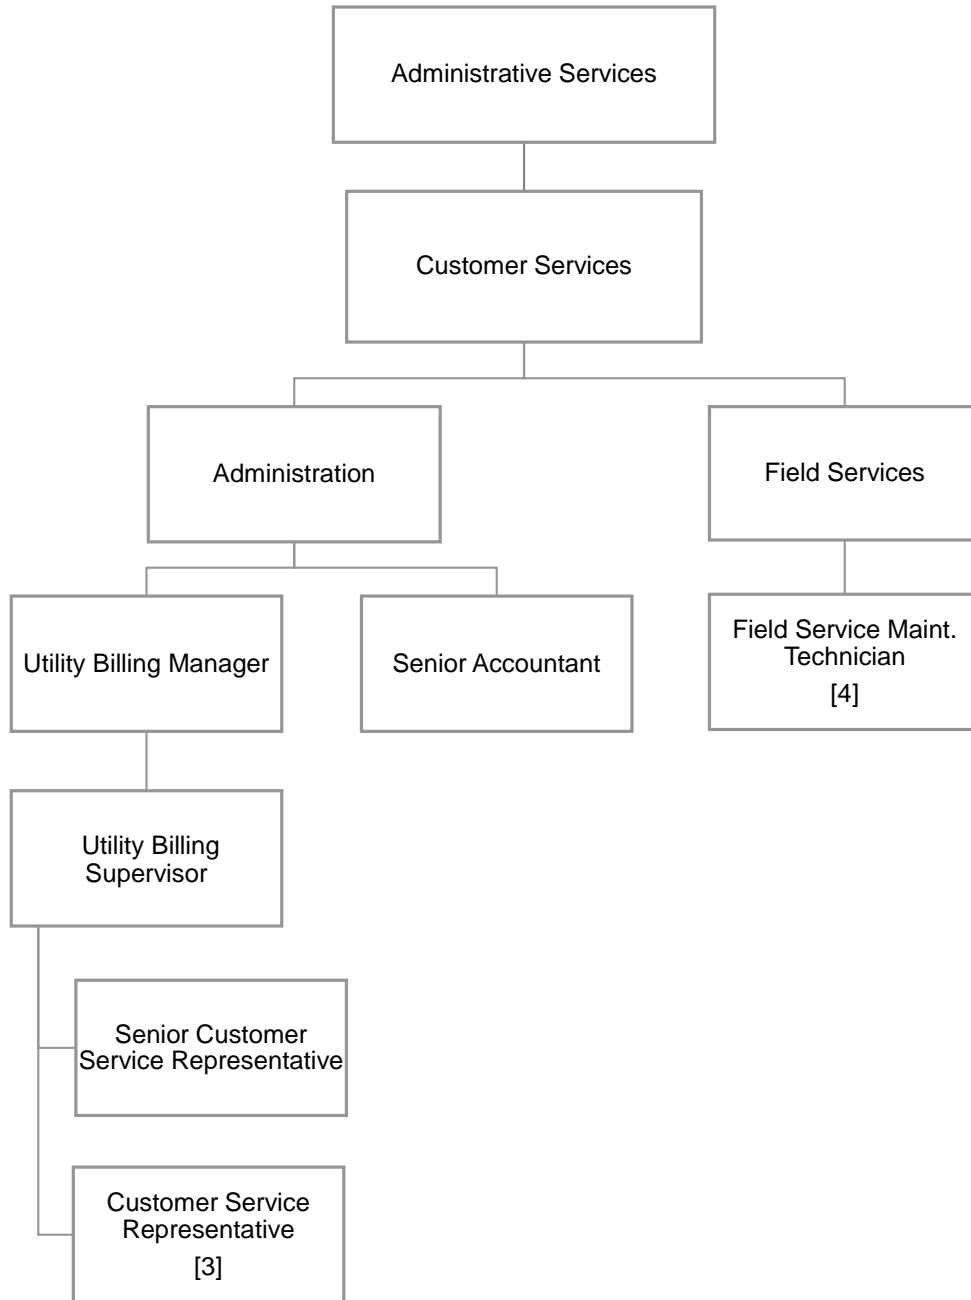 Administrative Services
Customer Services
Administration
Field Services
Utility Billing Manager
Senior Accountant
Field Service Maint.
Technician
[4]
Utility Billing
Supervisor
Senior Customer
Service Representative
Customer Service
Representative
[3]